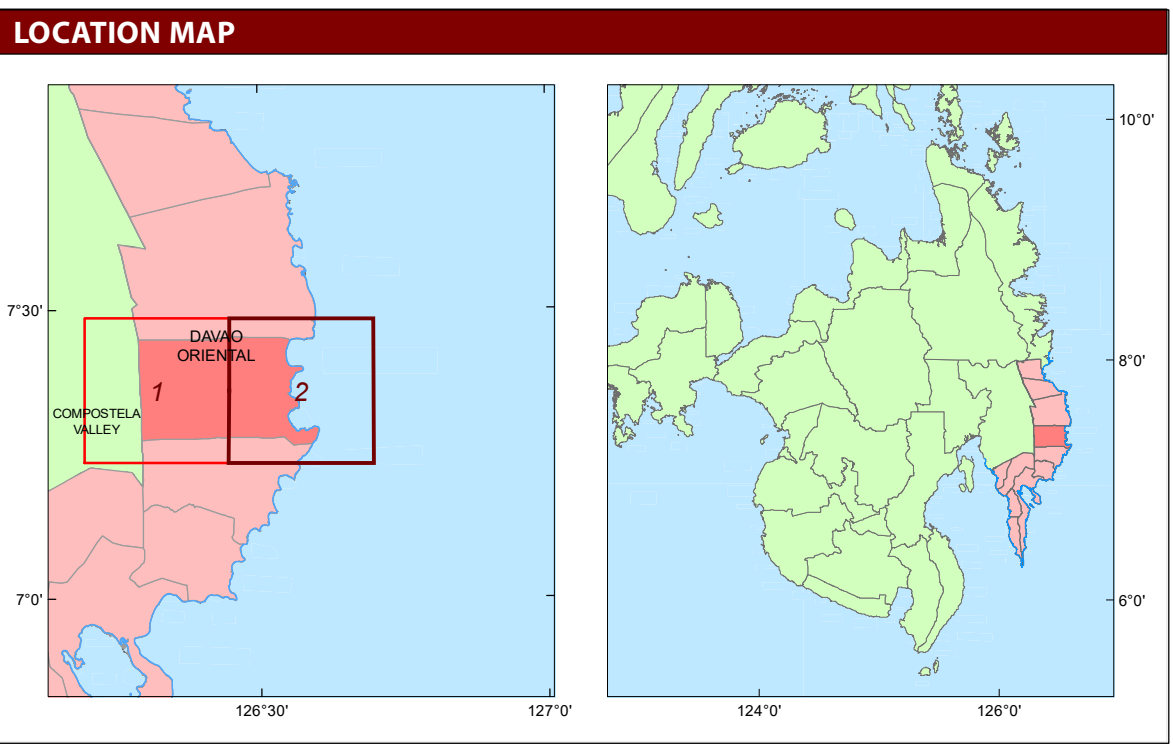 LOCATION MAP
7°30'
DAVAO
ORIENTAL
1
2
COMPOSTELA
VALLEY
7°0'
126°30'
127°0'
10°0'
8°0'
6°0'
124°0'
126°0'